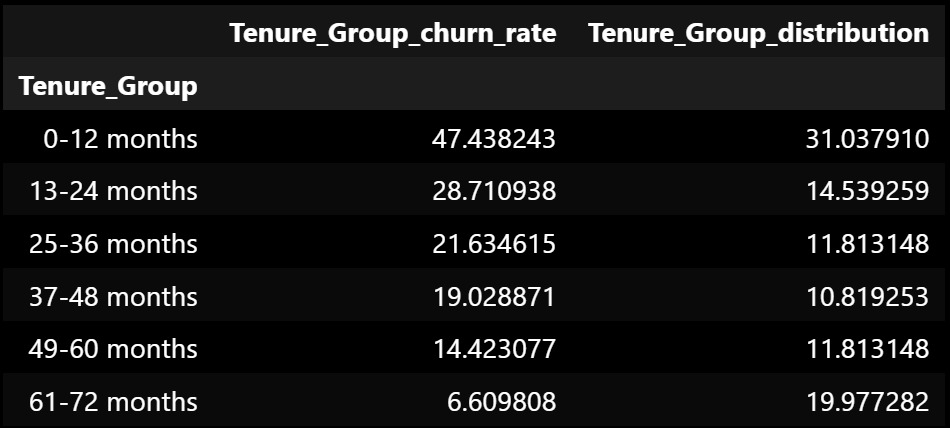 Tenure_Group_churn_rate Tenure_Group_distribution
Tenure_Group
0-12 months 47.438243 31.037910
13-24 months 28.710938 14.539259
25-36 months 21.634615 11.813148
37-48 months 19.028871 10.819253
49-60 months 14.423077 11.813148
61-72 months 6.609808 19.977282